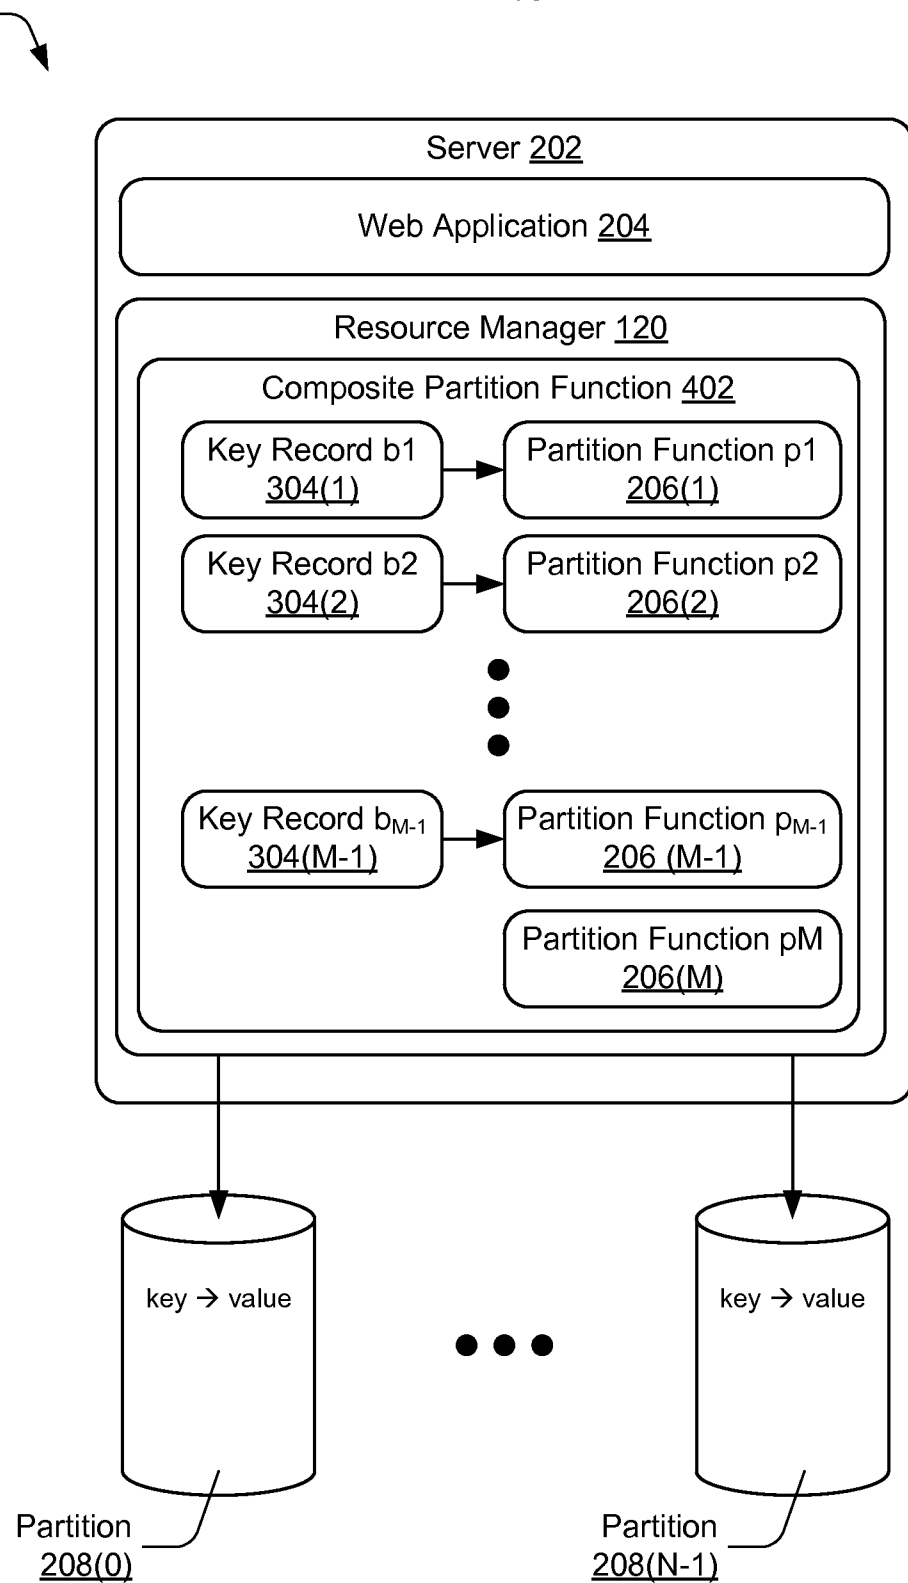 Server 202
Web Application 204
Resource Manager 120
Composite Partition Function 402
Key Record b1
304(1)
Partition Function p1
206(1)
Key Record b2
304(2)
Partition Function p2
206(2)
Key Record bM-1
304(M-1)
Partition Function pM-1
206 (M-1)
Partition Function pM
206(M)
key → value
key → value
Partition
208(0)
Partition
208(N-1)